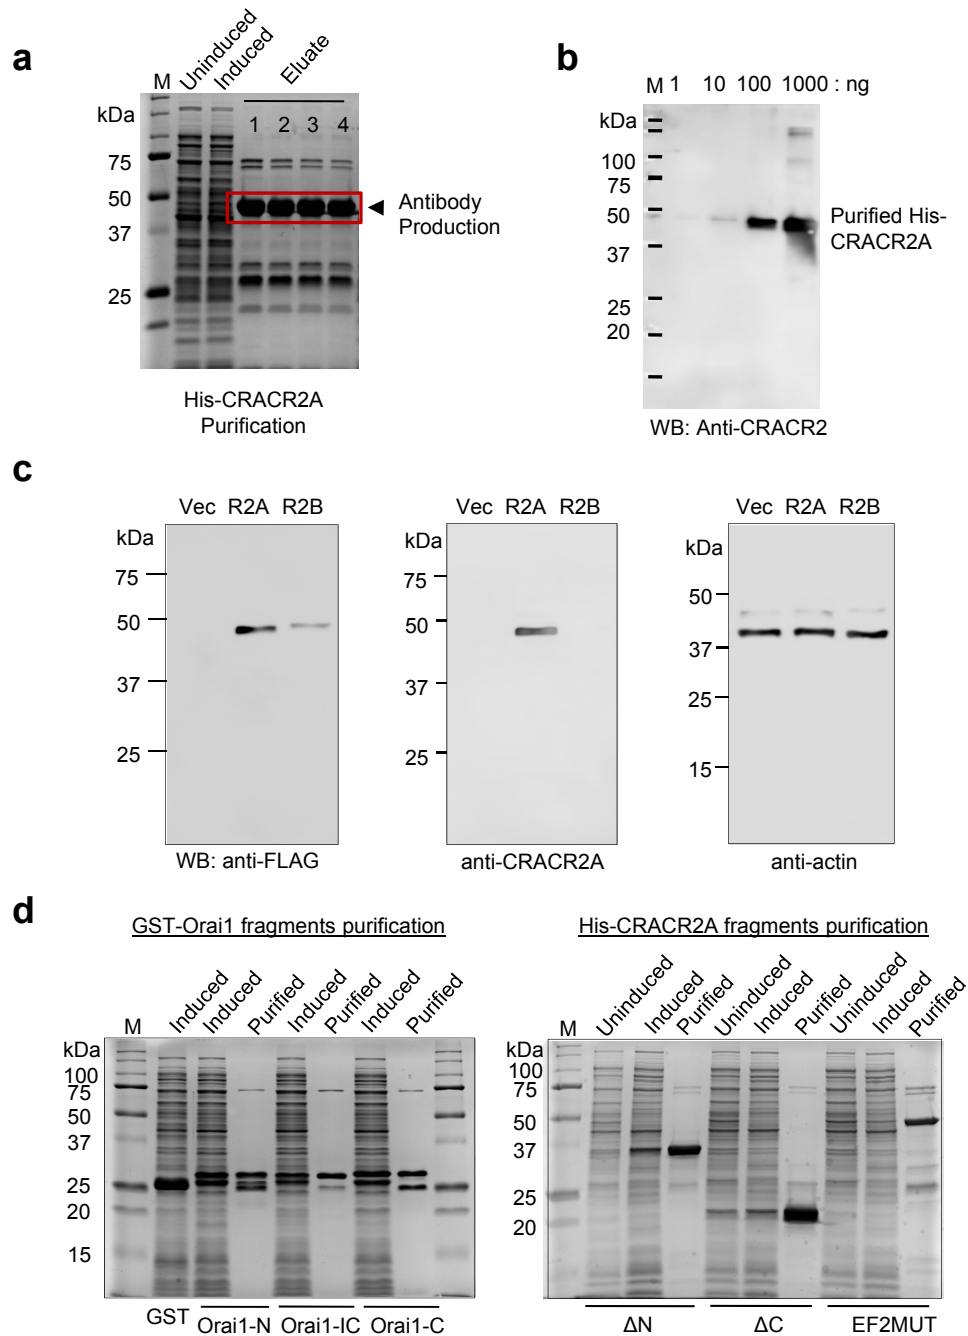 a
M
Uninduced
Induced
Eluate
kDa
1 2 3 4
75
50
37
25
Antibody
Production
His-CRACR2A
Purification
b
M 1 10 100 1000 : ng
kDa
100
75
50
37
25
20
Purified His-
CRACR2A
WB: Anti-CRACR2
c
Vec R2A R2B
kDa
75
50
37
25
WB: anti-FLAG
Vec R2A R2B
kDa
75
50
37
25
anti-CRACR2A
Vec R2A R2B
kDa
50
37
25
15
anti-actin
d
GST-Orai1 fragments purification
M
Induced
Induced
Purified
Induced
Purified
Induced
Purified
kDa
100
75
50
37
25
20
15
GST Orai1-N Orai1-IC Orai1-C
His-CRACR2A fragments purification
M
Uninduced
Induced
Purified
Uninduced
Induced
Purified
Uninduced
Induced
Purified
kDa
100
75
50
37
25
20
ΔN ΔC EF2MUT